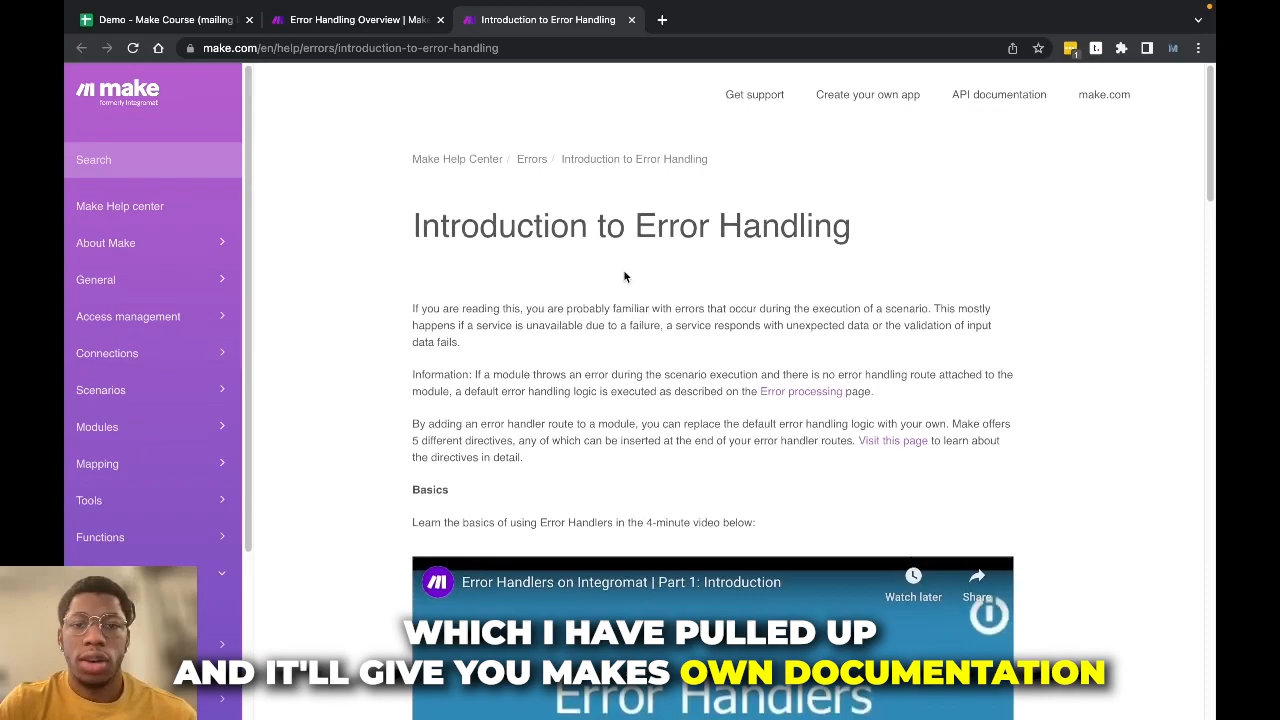 Demo - Make Course (mailing l
Error Handling Overview | Make
Introduction to Error Handling
make.com/en/help/errors/introduction-to-error-handling
1
make
formerly Integromat
Get support
Create your own app
API documentation
make.com
Search
Make Help center
About Make
General
Access management
Connections
Scenarios
Modules
Mapping
Tools
Functions
Make Help Center / Errors / Introduction to Error Handling
Introduction to Error Handling
If you are reading this, you are probably familiar with errors that occur during the execution of a scenario. This mostly
happens if a service is unavailable due to a failure, a service responds with unexpected data or the validation of input
data fails.
Information: If a module throws an error during the scenario execution and there is no error handling route attached to the
module, a default error handling logic is executed as described on the Error processing page.
By adding an error handler route to a module, you can replace the default error handling logic with your own. Make offers
5 different directives, any of which can be inserted at the end of your error handler routes. Visit this page to learn about
the directives in detail.
Basics
Learn the basics of using Error Handlers in the 4-minute video below:
Error Handlers on Integromat | Part 1: Introduction
Watch later
Share
WHICH I HAVE PULLED UP
AND IT'LL GIVE YOU MAKES OWN DOCUMENTATION
Error Handlers